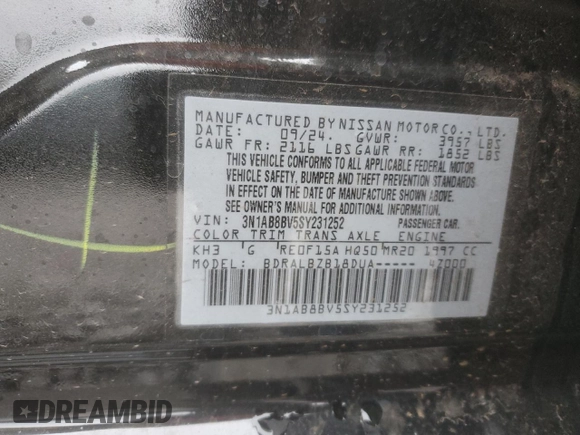 MANUFACTURED BY NISSAN MOTOR CO., LTD.
DATE: 09/24. GVWR: 3957 LBS
GAWR FR: 2116 LBS GAWR RR: 1852 LBS
THIS VEHICLE CONFORMS TO ALL APPLICABLE FEDERAL MOTOR
VEHICLE SAFETY, BUMPER AND THEFT PREVENTION STANDARDS
IN EFFECT ON THE DATE OF MANUFACTURE SHOWN ABOVE.
SEE OWNER'S MANUAL FOR ADDITIONAL INFORMATION.
VIN: 3N1AB8BV5SY231252 PASSENGER CAR.
COLOR TRIM TRANS AXLE ENGINE
KH3 G RE0F15A HQ50 MR20 1997 CC
MODEL: BDRALBZB18DUA----- 47000
3N1AB8BV5SY231252
DREAMBID